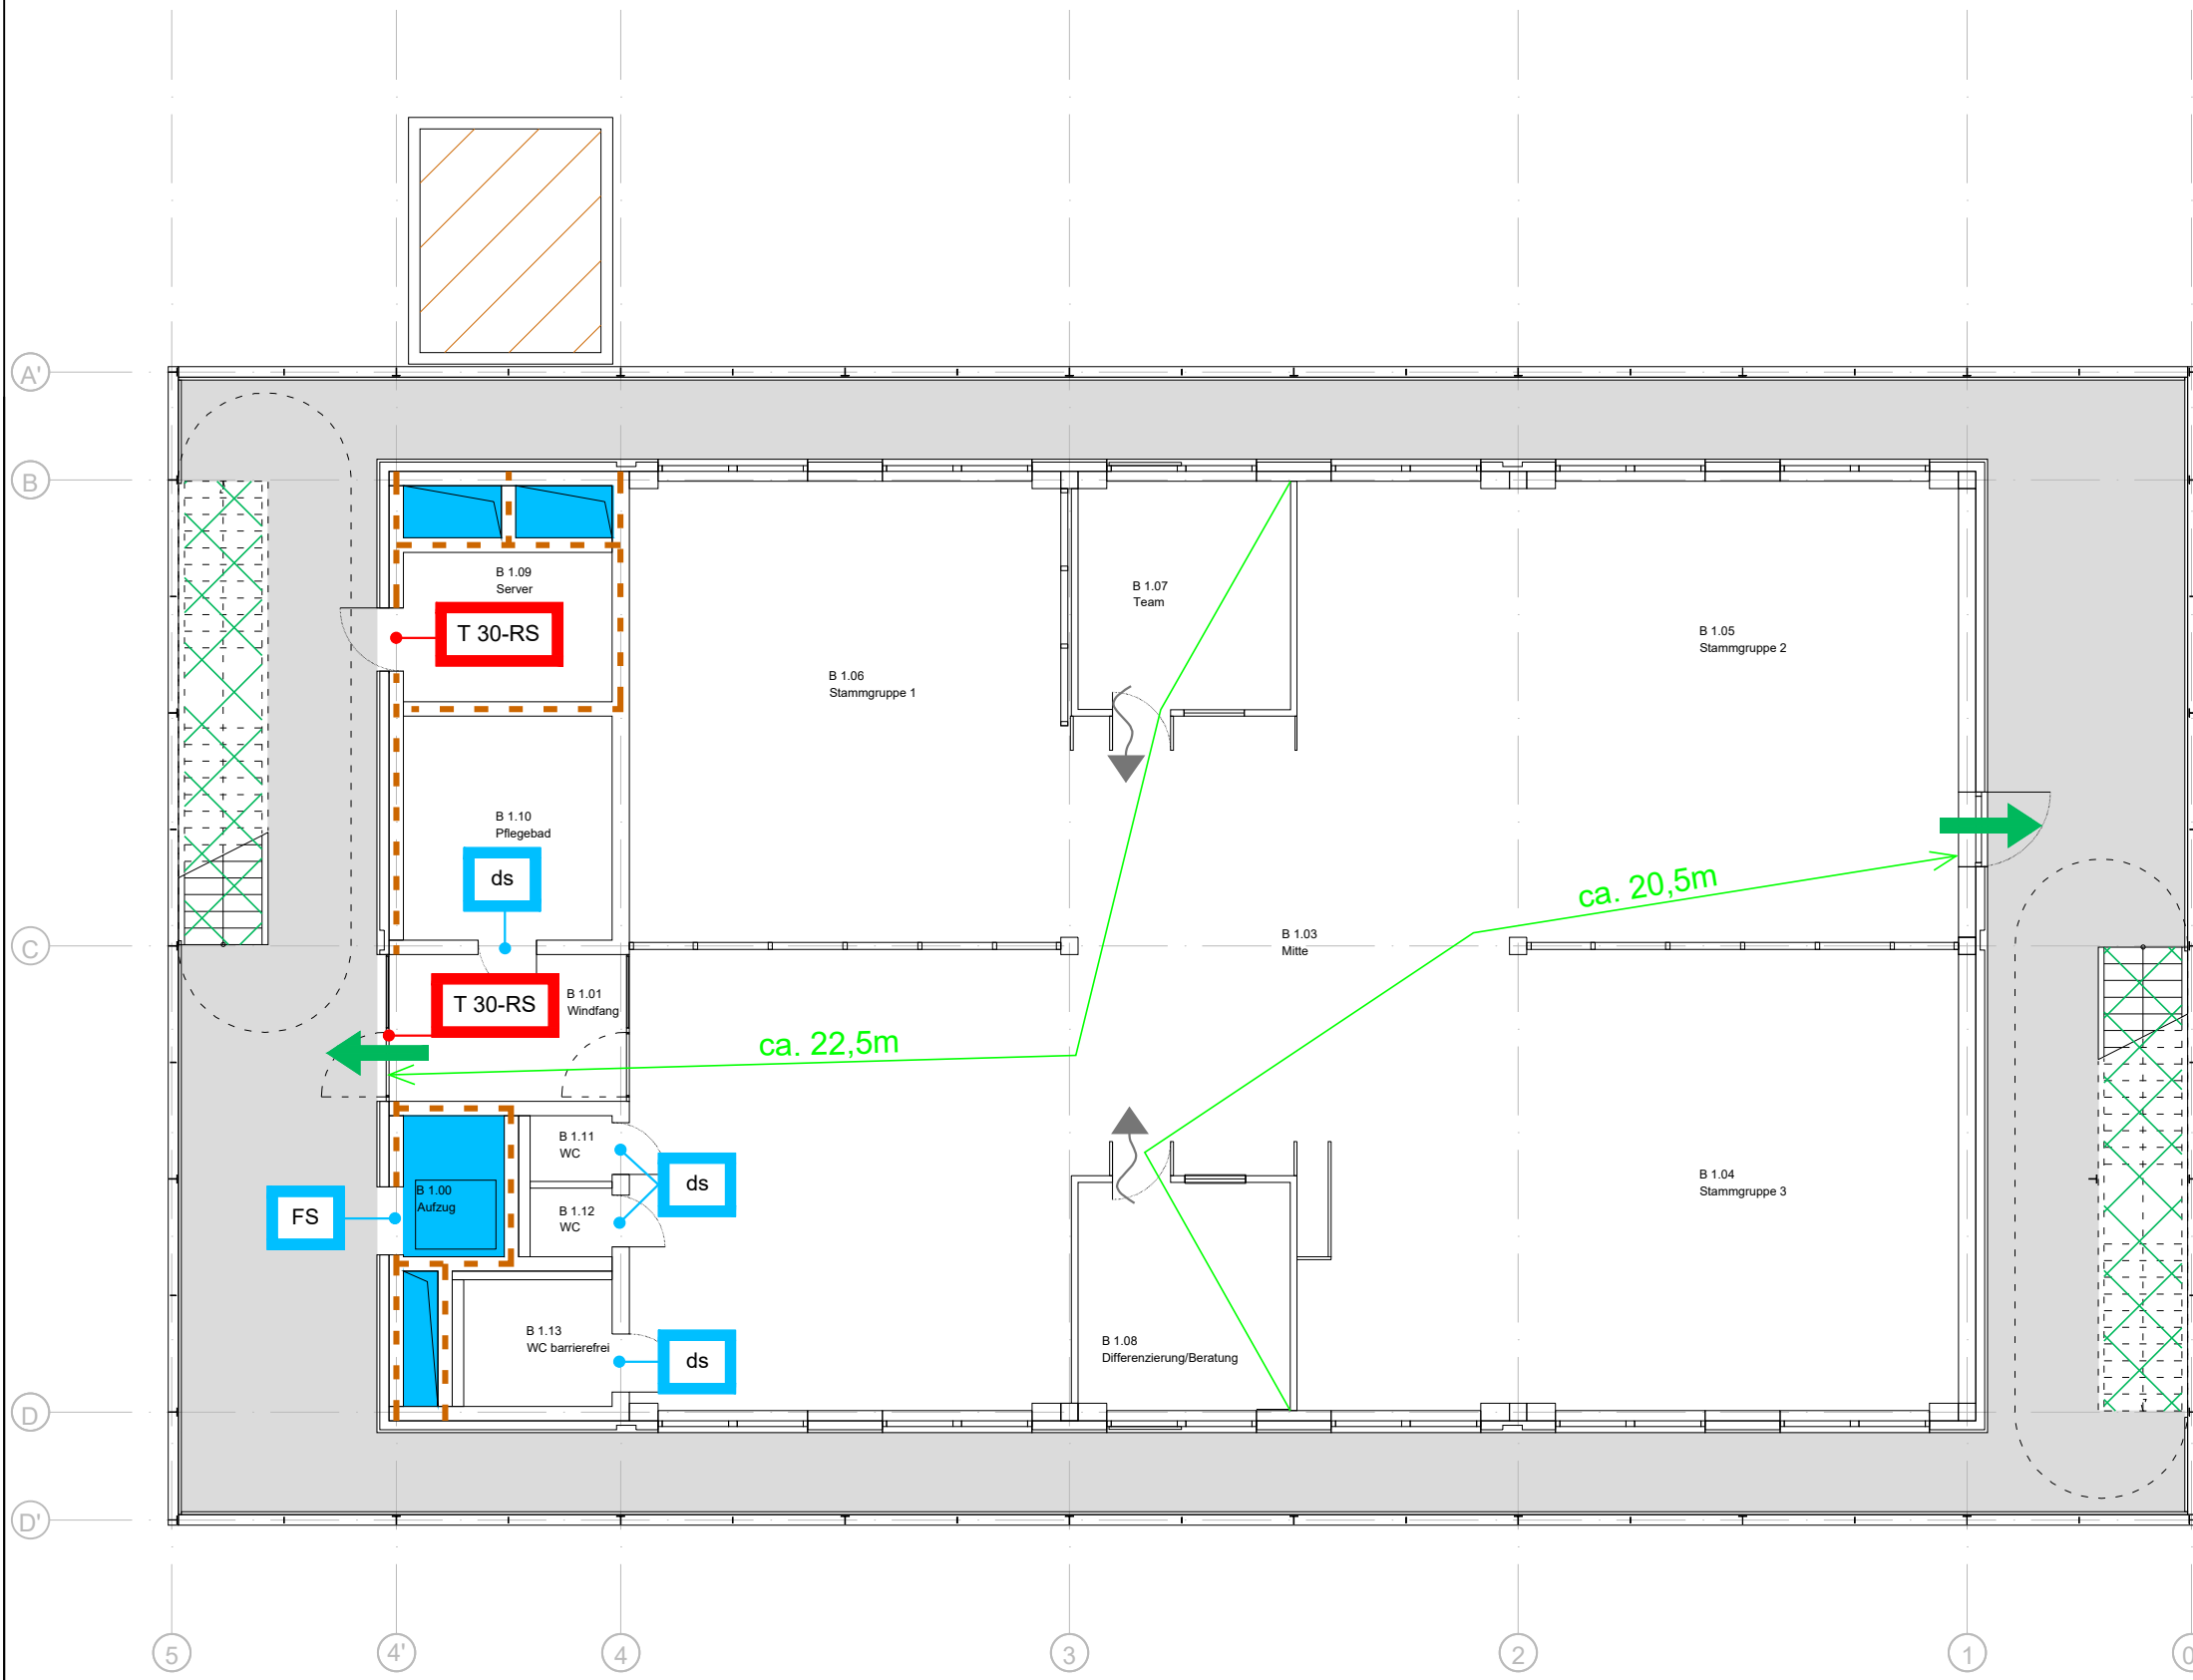 A'
B
B 1.09
Server
T 30-RS
B 1.07
Team
B 1.05
Stammgruppe 2
B 1.06
Stammgruppe 1
B 1.10
Pflegebad
ds
ca. 20,5m
C
B 1.03
Mitte
T 30-RS
B 1.01
Windfang
ca. 22,5m
B 1.11
WC
ds
B 1.00
Aufzug
FS
B 1.12
WC
B 1.04
Stammgruppe 3
B 1.13
WC barrierefrei
ds
B 1.08
Differenzierung/Beratung
D
D'
5
4'
4
3
2
1
0